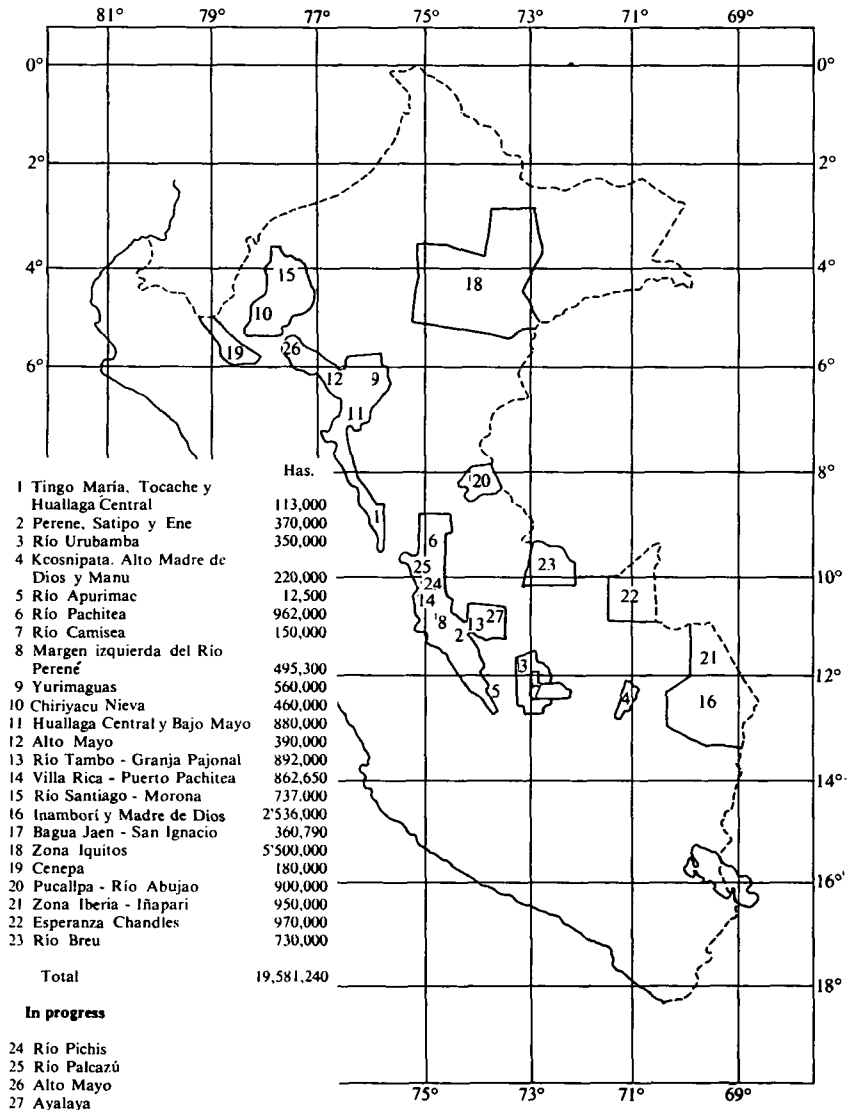 81° 79° 77° 75° 73° 71° 69°
0° 0°
2° 2°
4° 4°
15
18
10
19 26
6° 6°
12 9
11
8° 8°
20
1
6
23
25
10° 10°
24
22
14
8 13 27
2
21
12° 12°
3
5 7 4 16
14° 14°
16° 16°
18° 18°
75° 73° 71° 69°
Has.
1 Tingo María, Tocache y
Huallaga Central 113,000
2 Perene, Satipo y Ene 370,000
3 Río Urubamba 350,000
4 Kcosnipata. Alto Madre de
Dios y Manu 220,000
5 Río Apurimac 12,500
6 Río Pachitea 962,000
7 Río Camisea 150,000
8 Margen izquierda del Río
Perené 495,300
9 Yurimaguas 560,000
10 Chiriyacu Nieva 460,000
11 Huallaga Central y Bajo Mayo 880,000
12 Alto Mayo 390,000
13 Río Tambo - Granja Pajonal 892,000
14 Villa Rica - Puerto Pachitea 862,650
15 Río Santiago - Morona 737.000
16 Inamborí y Madre de Dios 2'536,000
17 Bagua Jaen - San Ignacio 360,790
18 Zona Iquitos 5'500,000
19 Cenepa 180,000
20 Pucallpa - Río Abujao 900,000
21 Zona Iberia - Iñapari 950,000
22 Esperanza Chandles 970,000
23 Río Breu 730,000
Total 19,581,240
In progress
24 Río Pichis
25 Río Palcazú
26 Alto Mayo
27 Ayalaya